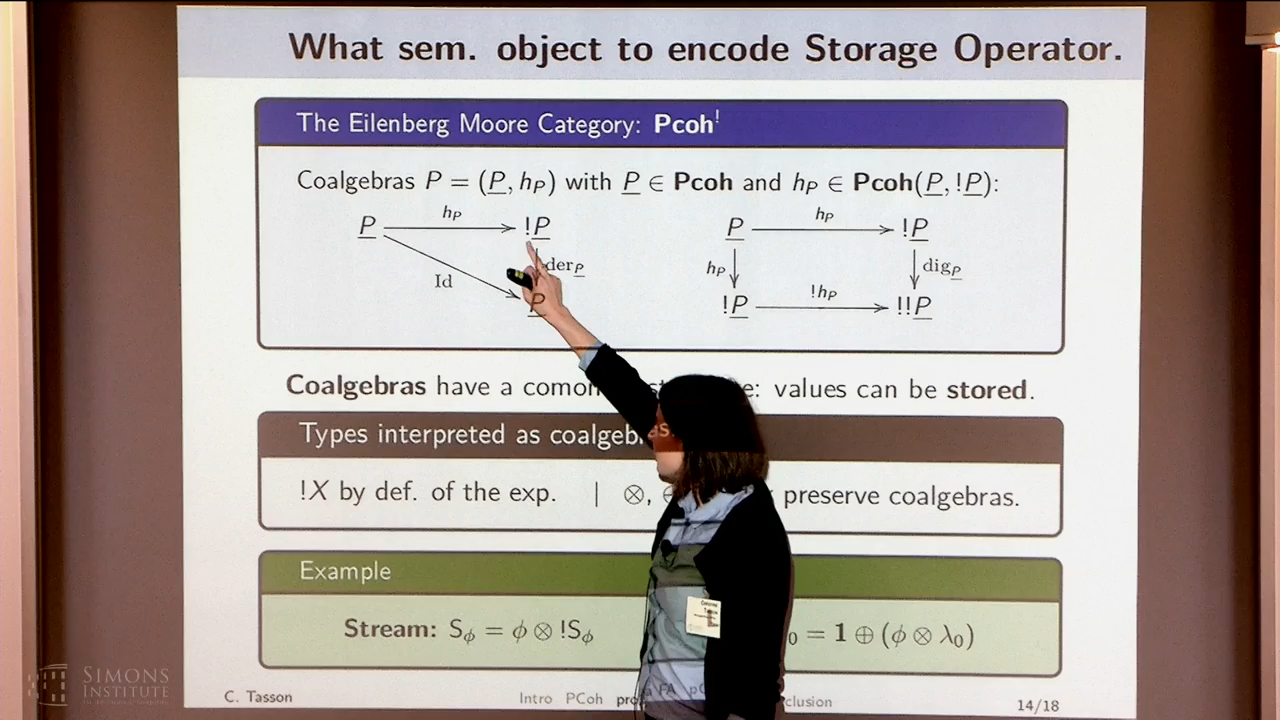 What sem. object to encode Storage Operator.
The Eilenberg Moore Category: Pcoh!
Coalgebras P = (P, hP) with P ∈ Pcoh and hP ∈ Pcoh(P, !P):
P hP !P
Id derP
P
P hP !P
hP digP
!P !hP !!P
Coalgebras have a comon e: values can be stored.
Types interpreted as coalgebras
!X by def. of the exp. | ⊗, preserve coalgebras.
Example
Stream: Sϕ = ϕ ⊗ !Sϕ
0 = 1 ⊕ (ϕ ⊗ λ0)
SIMONS
INSTITUTE
C. Tasson
Intro PCoh FA clusion
14/18